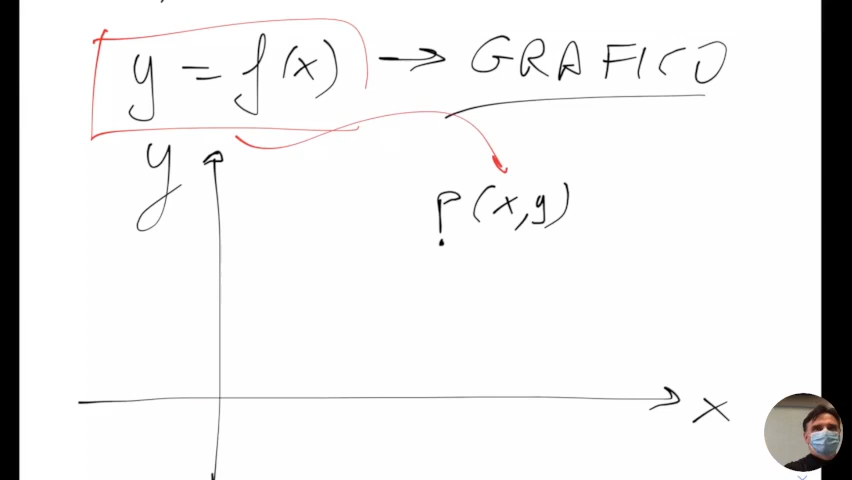 y = f(x) → GRAFICO
y
P(x,y)
x